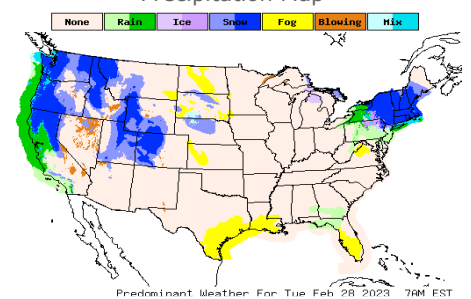 Precipitation Map
None Rain Ice Snow Fog Blowing Mix
Predominant Weather For Tue Feb 28 2023 7AM EST